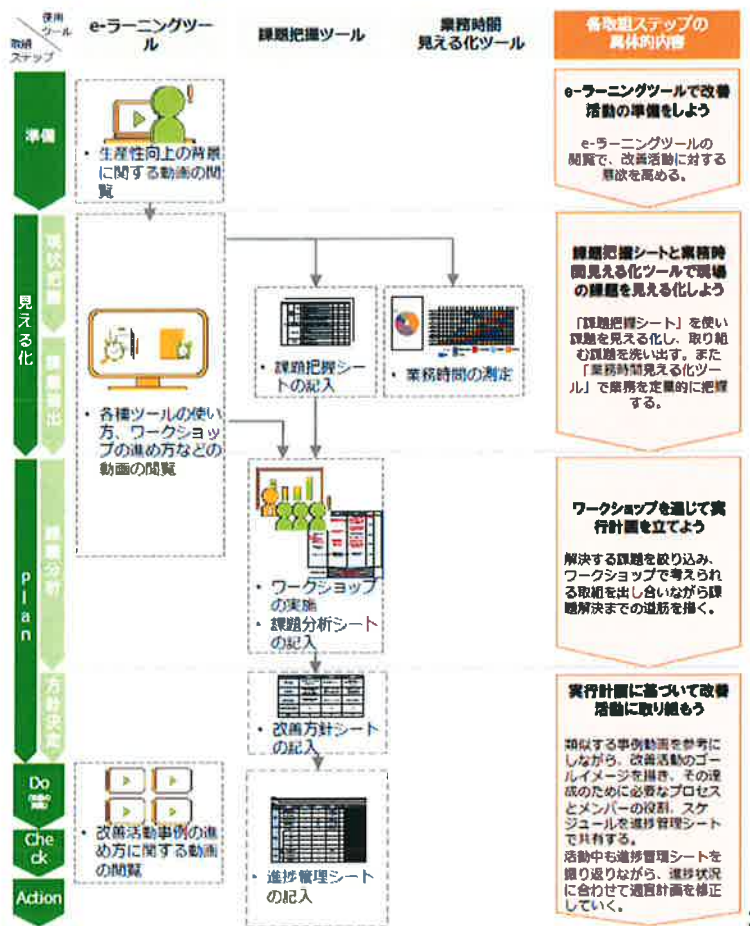 使用
ツール
取組
ステップ
e-ラーニングツー
ル
課題把握ツール
業務時間
見える化ツール
各取組ステップの
具体的内容
準備
・ 生産性向上の背景
に関する動画の閲
覧
e-ラーニングツールで改善
活動の準備をしよう
e-ラーニングツールの
閲覧で、改善活動に対する
意欲を高める。
見える化
現状把握
課題抽出
・ 各種ツールの使い
方、ワークショッ
プの進め方などの
動画の閲覧
・ 課題把握シー
トの記入
・ 業務時間の測定
課題把握シートと業務時
間見える化ツールで現場
の課題を見える化しよう
「課題把握シート」を使い
課題を見える化し、取り組
む課題を洗い出す。また
「業務時間見える化ツー
ル」で業務を定量的に把握
する。
plan
課題分析
方針決定
・ ワークショップ
の実施
・ 課題分析シート
の記入
ワークショップを通じて実
行計画を立てよう
解決する課題を絞り込み、
ワークショップで考えられ
る取組を出し合いながら課
題解決までの道筋を描く。
・ 改善方針シート
の記入
実行計画に基づいて改善
活動に取り組もう
類似する事例動画を参考に
しながら、改善活動のゴー
ルイメージを描き、その達
成のために必要なプロセス
とメンバーの役割、スケ
ジュールを進捗管理シート
で共有する。
活動中も進捗管理シートを
振り返りながら、進捗状況
に合わせて適宜計画を修正
していく。
Do
Che
ck
Action
・ 改善活動事例の進
め方に関する動画
の閲覧
・ 進捗管理シート
の記入